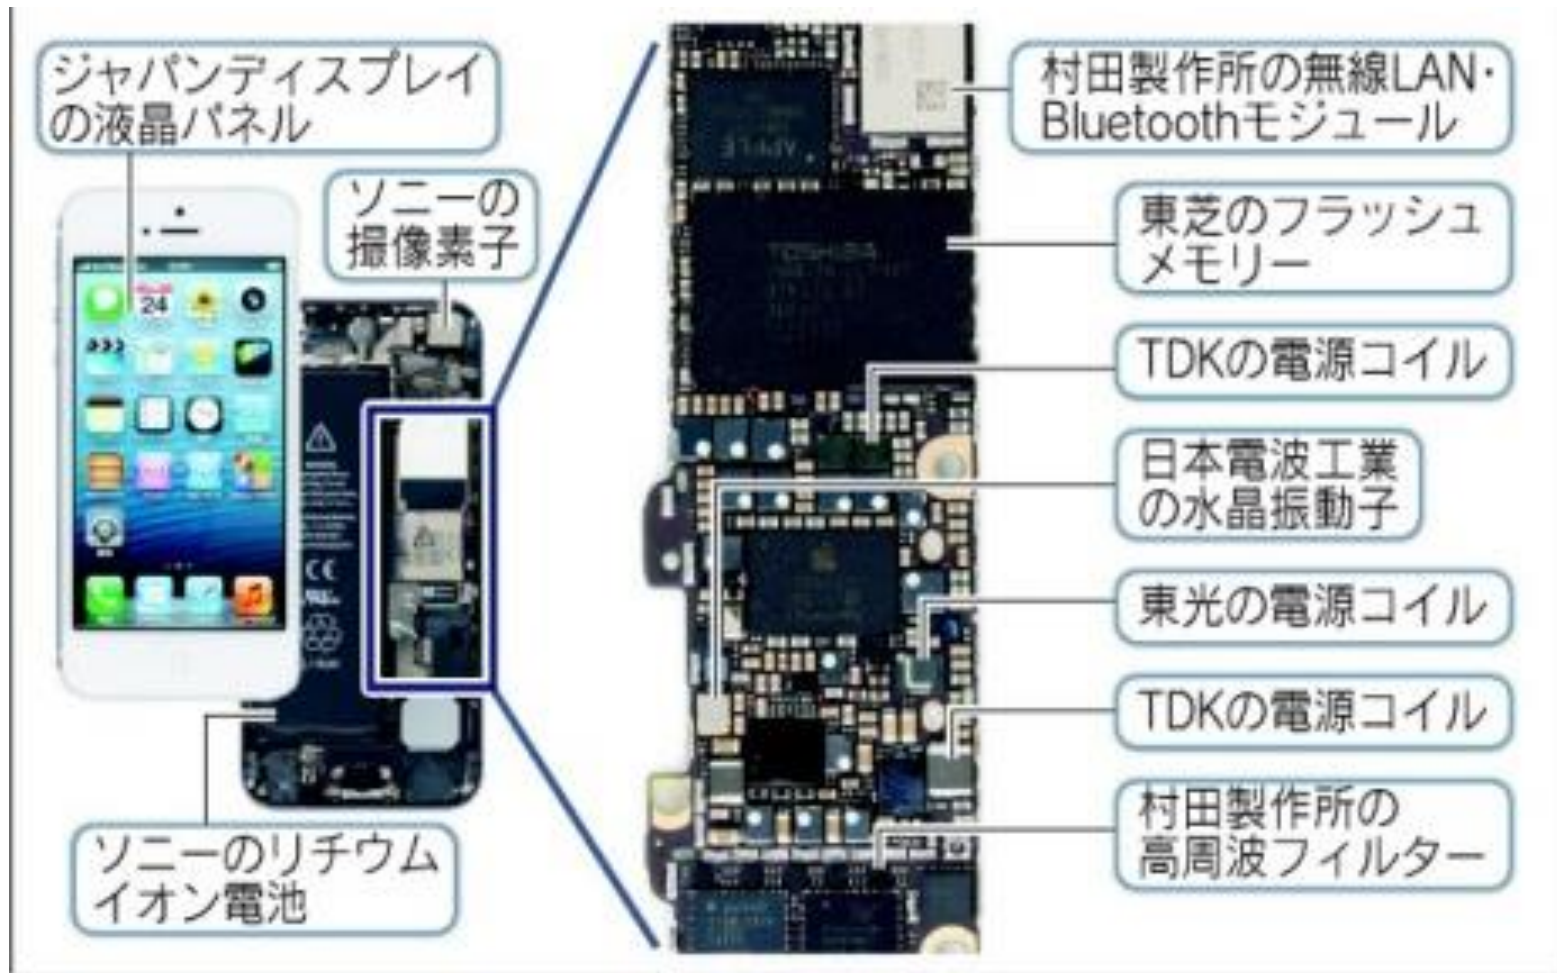 ジャパンディスプレイ
の液晶パネル
ソニーの
撮像素子
24
CE
ソニーのリチウム
イオン電池
APPLE
TOSHIBA
村田製作所の無線LAN・
Bluetoothモジュール
東芝のフラッシュ
メモリー
TDKの電源コイル
日本電波工業
の水晶振動子
東光の電源コイル
TDKの電源コイル
村田製作所の
高周波フィルター